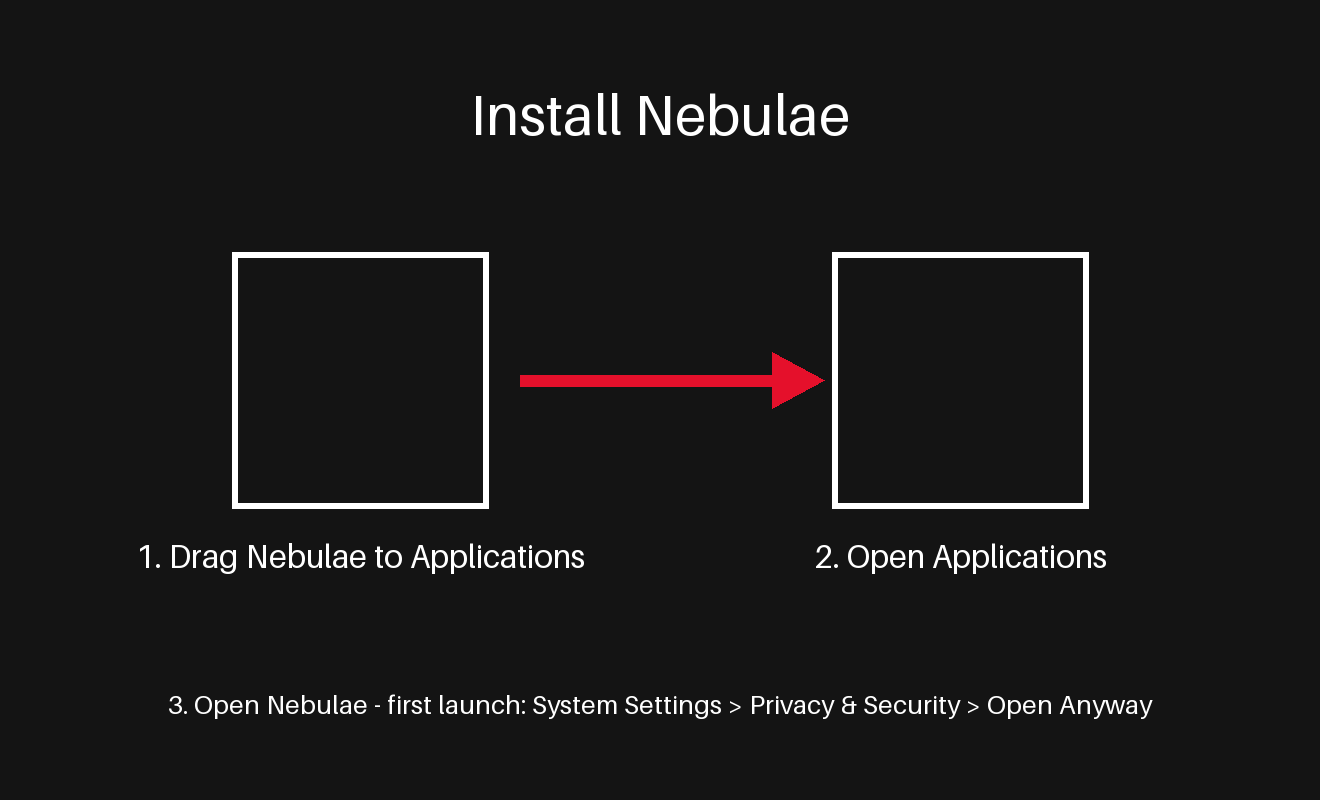 Install Nebulae
1. Drag Nebulae to Applications
2. Open Applications
3. Open Nebulae - first launch: System Settings > Privacy & Security > Open Anyway